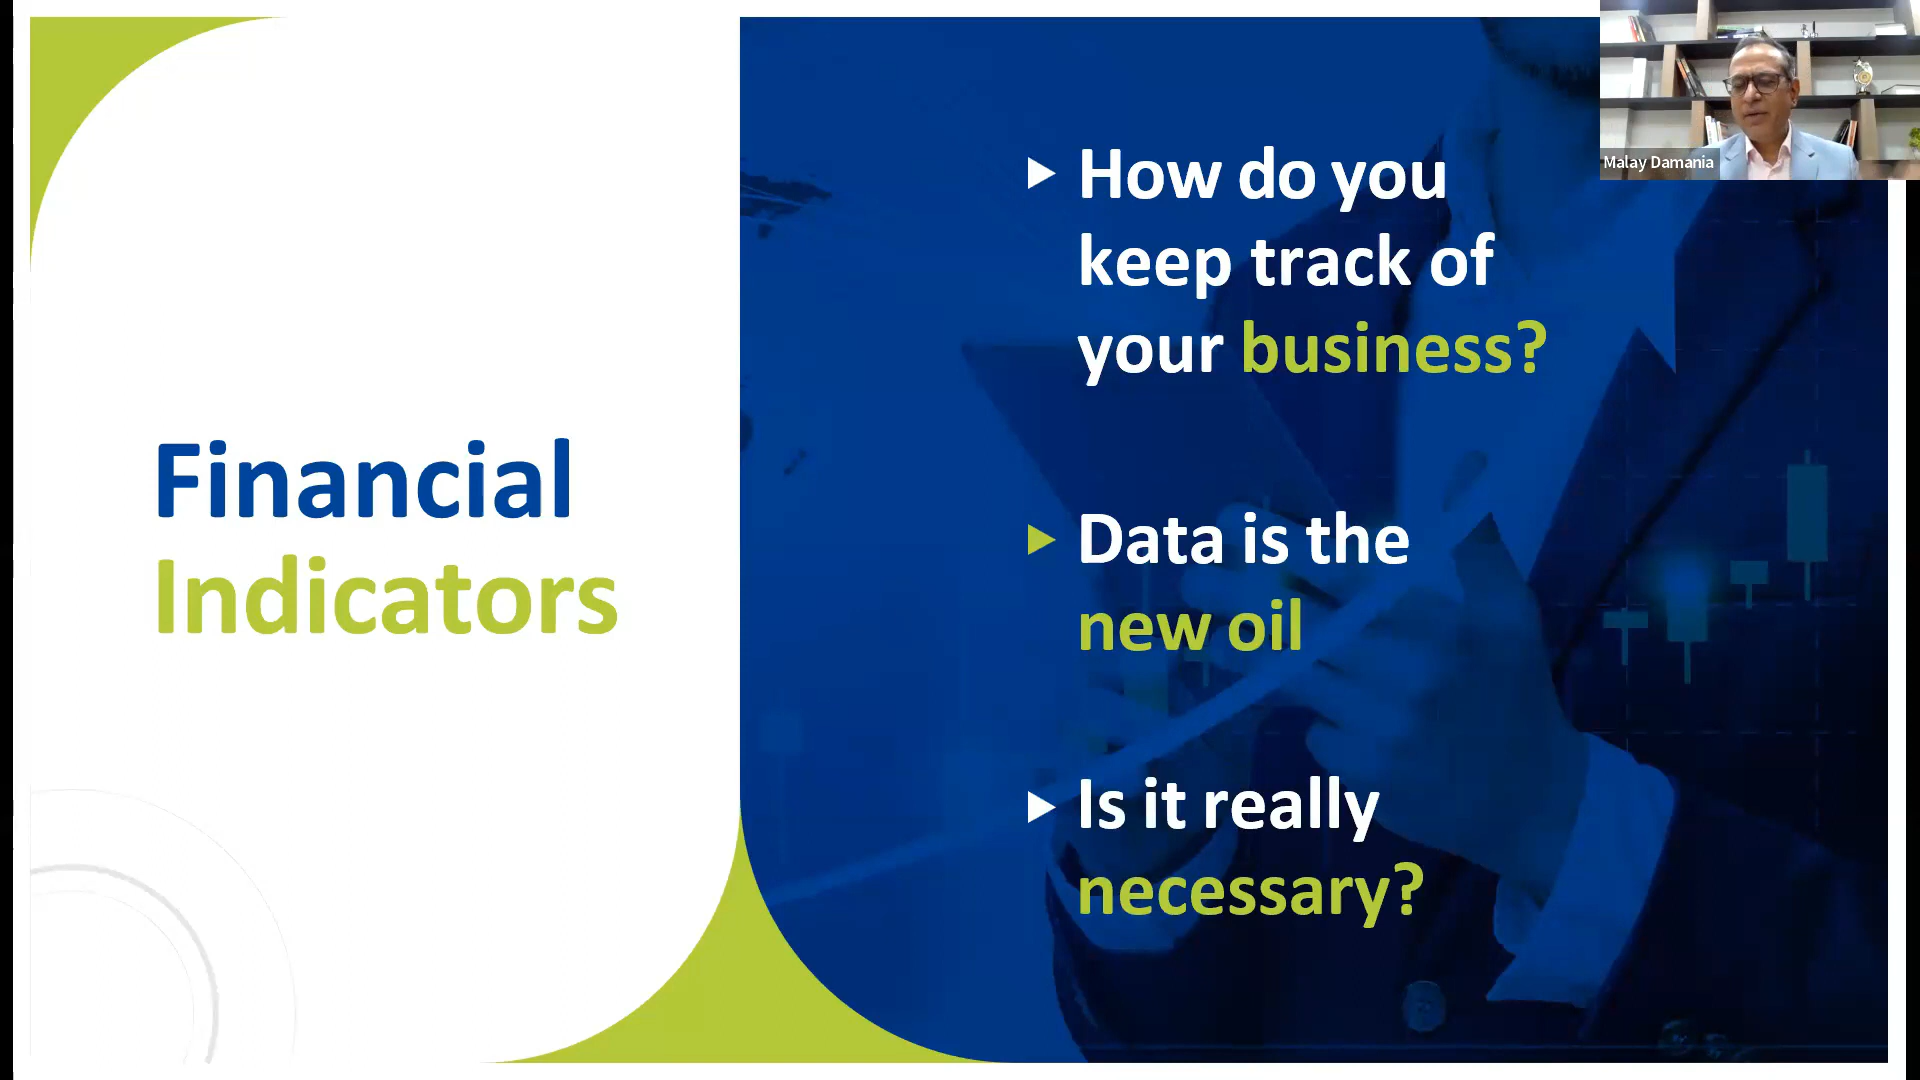 Financial
Indicators
How do you
keep track of
your business?
Data is the
new oil
Is it really
necessary?
Malay Damania